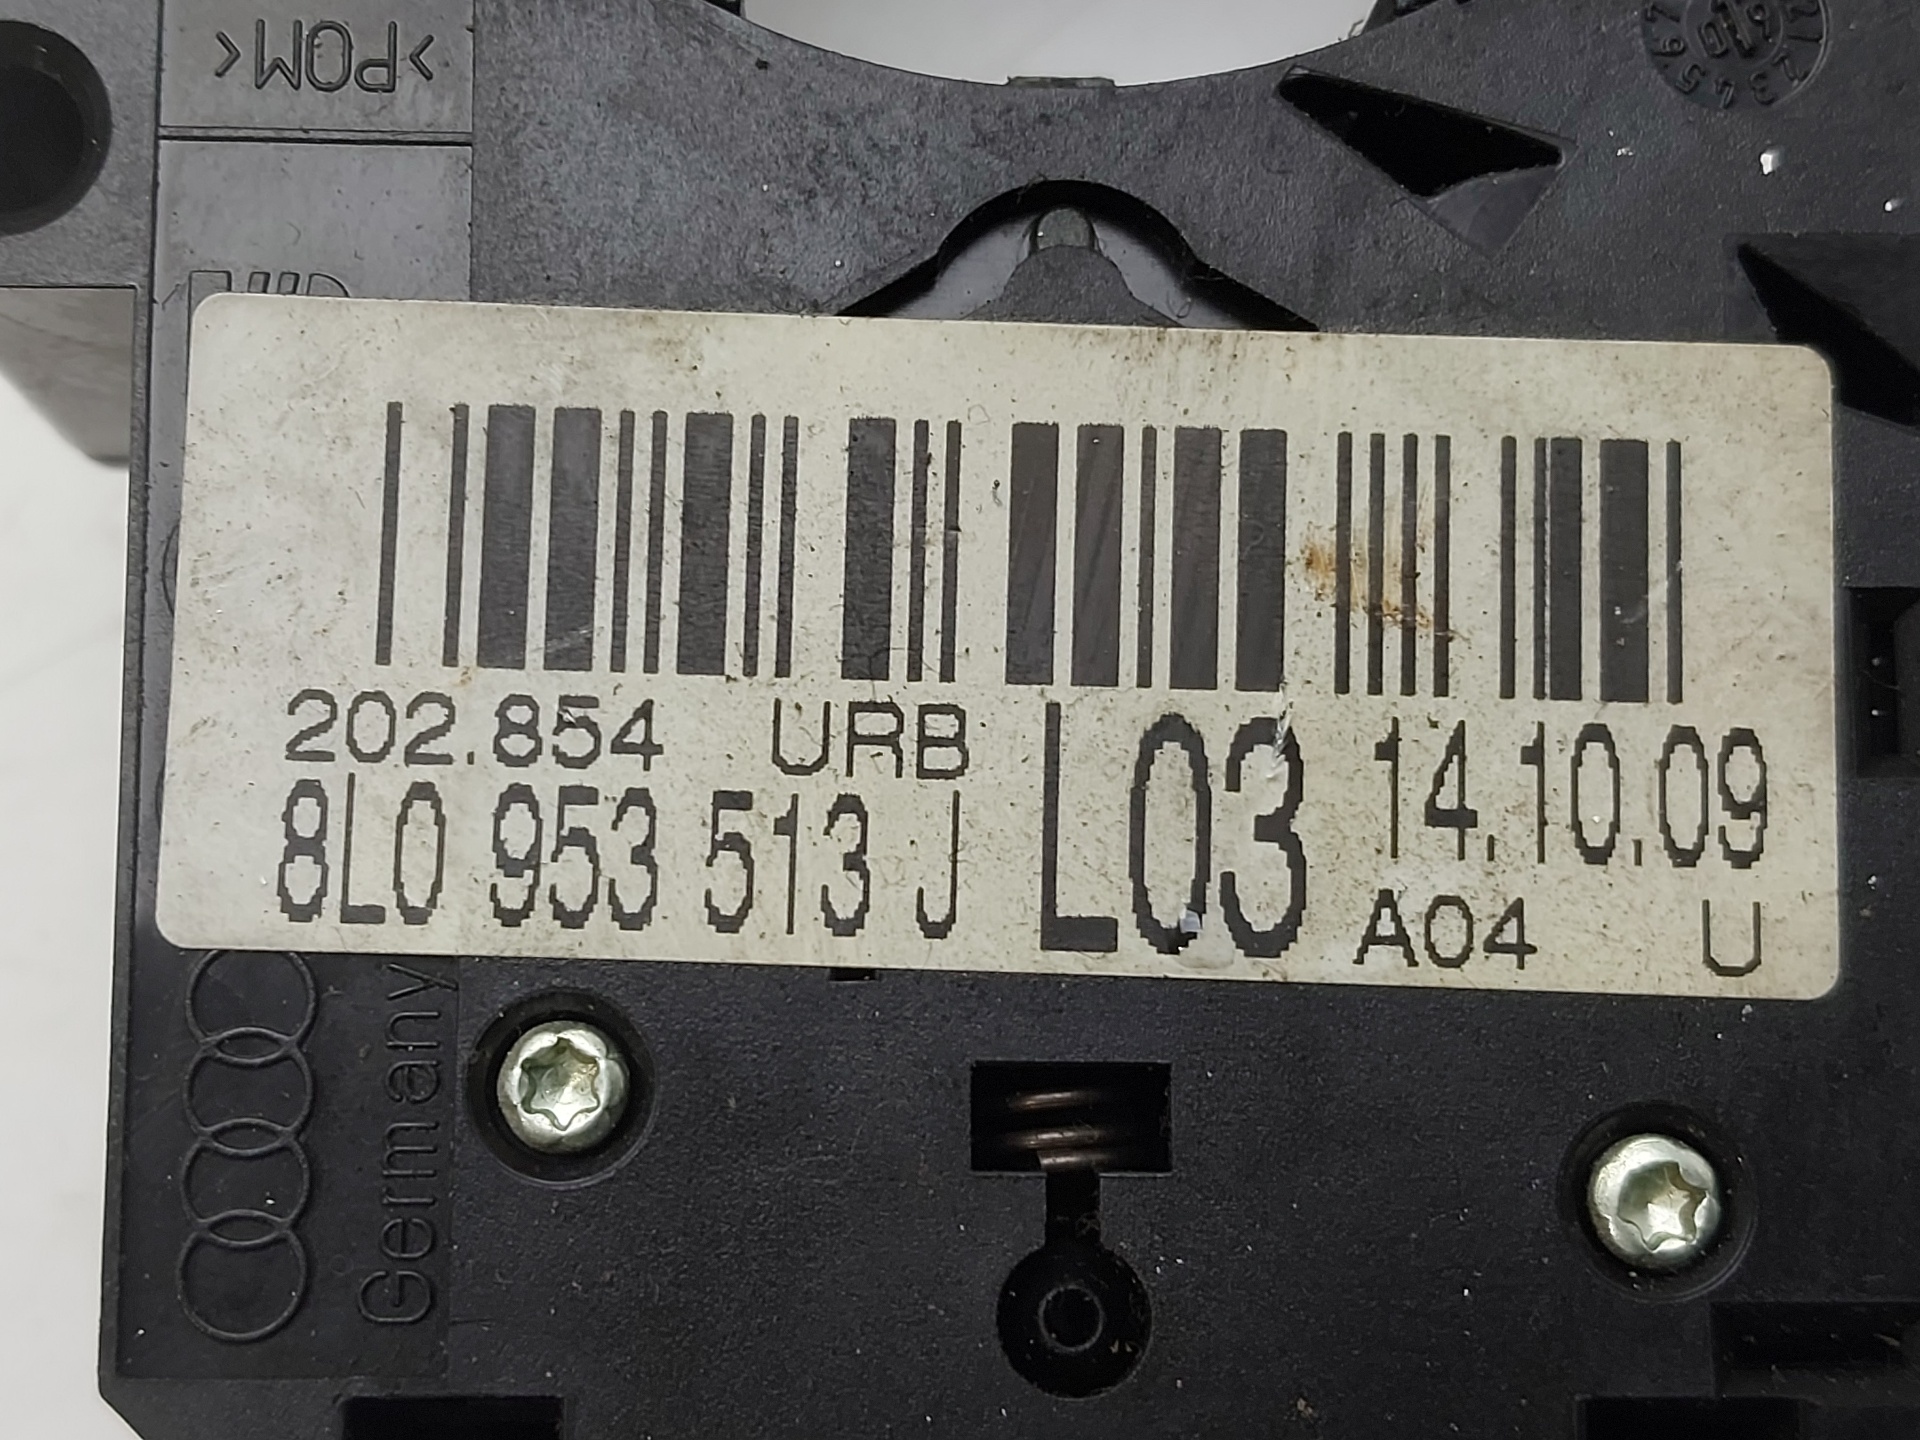 >POM<
202.854 URB
8L0 953 513 J
L03
14.10.09
A04 U
Germany